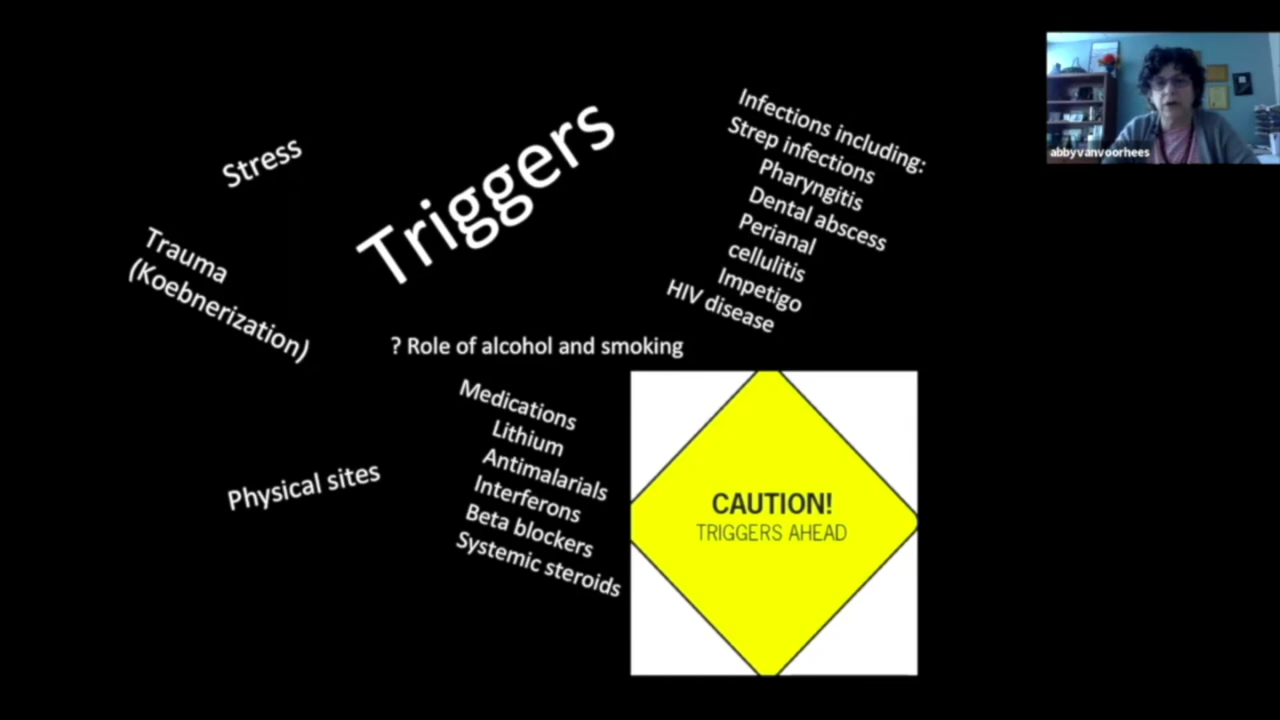 Triggers
Stress
Trauma
(Koebnerization)
Infections including:
Strep infections
Pharyngitis
Dental abscess
Perianal
cellulitis
Impetigo
HIV disease
? Role of alcohol and smoking
Medications
Lithium
Antimalarials
Interferons
Beta blockers
Systemic steroids
Physical sites
CAUTION!
TRIGGERS AHEAD
abbyvanvoorhees